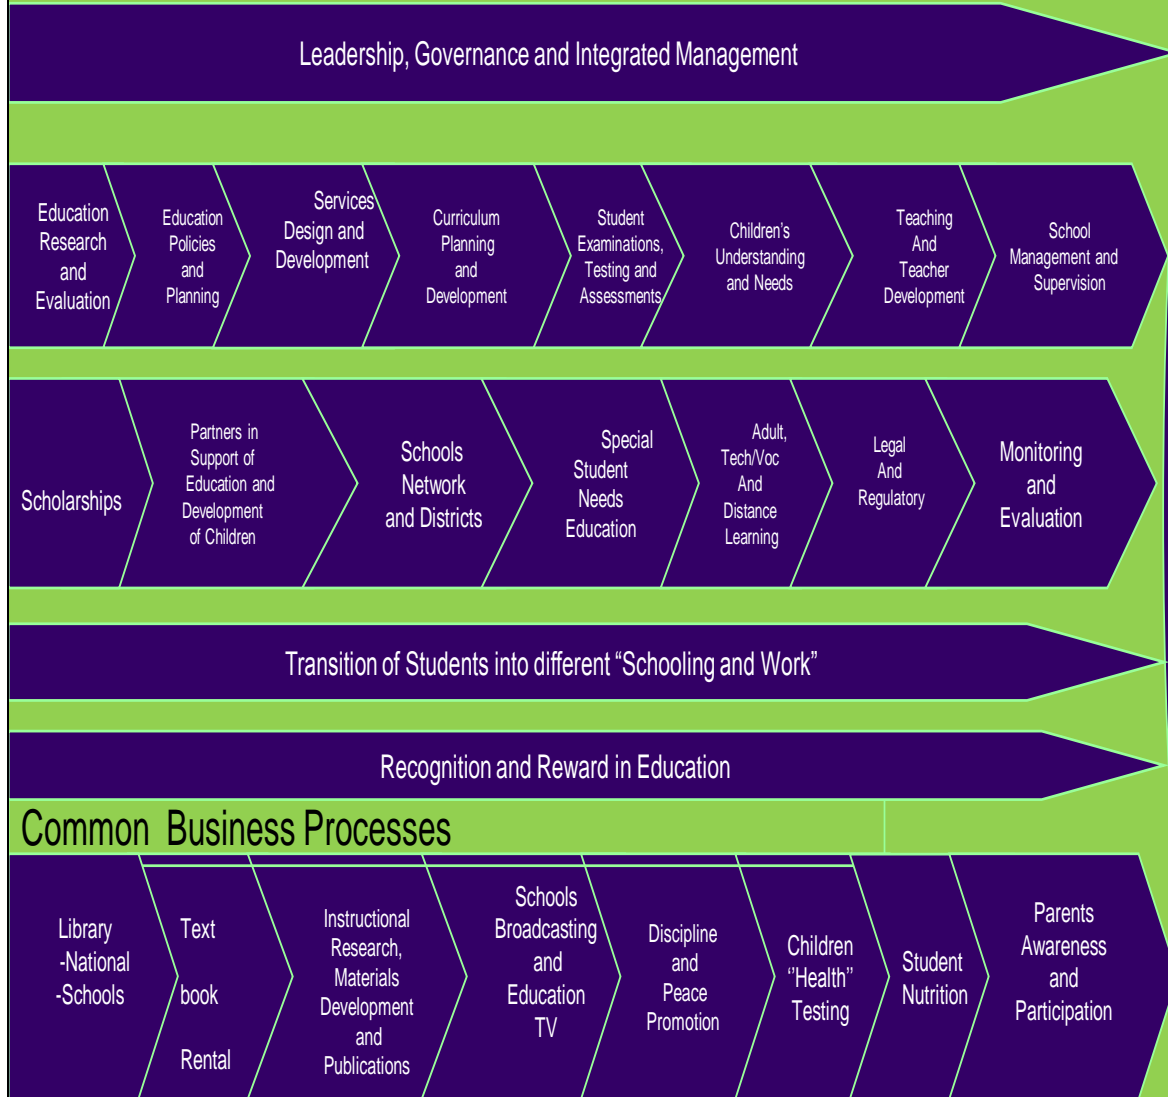 Leadership, Governance and Integrated Management
Education
Research
and
Evaluation
Education
Policies
and
Planning
Services
Design and
Development
Curriculum
Planning
and
Development
Student
Examinations,
Testing and
Assessments
Children’s
Understanding
and Needs
Teaching
And
Teacher
Development
School
Management and
Supervision
Scholarships
Partners in
Support of
Education and
Development
of Children
Schools
Network
and Districts
Special
Student
Needs
Education
Adult,
Tech/Voc
And
Distance
Learning
Legal
And
Regulatory
Monitoring
and
Evaluation
Transition of Students into different “Schooling and Work”
Recognition and Reward in Education
Common Business Processes
Library
-National
-Schools
Text
book
Rental
Instructional
Research,
Materials
Development
and
Publications
Schools
Broadcasting
and
Education
TV
Discipline
and
Peace
Promotion
Children
“Health”
Testing
Student
Nutrition
Parents
Awareness
and
Participation